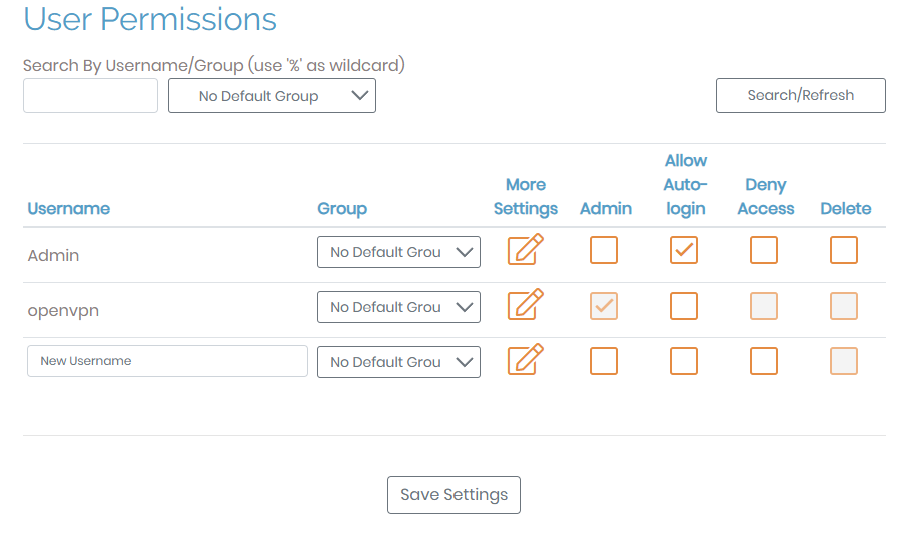 User Permissions
Search By Username/Group (use '%' as wildcard)
No Default Group
Search/Refresh
Username Group More Settings Admin Allow Auto-login Deny Access Delete
Admin No Default Grou
openvpn No Default Grou
New Username No Default Grou
Save Settings